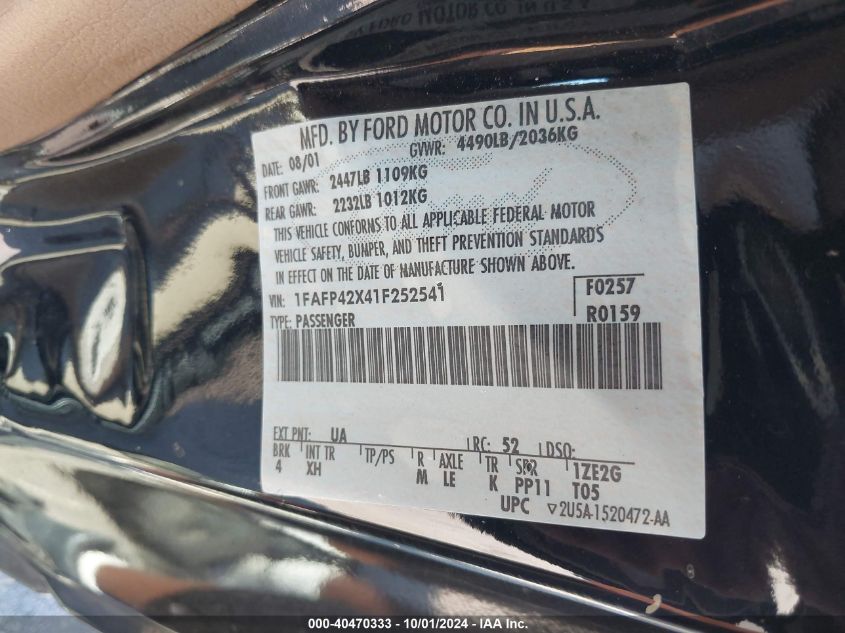 MFD. BY FORD MOTOR CO. IN U.S.A.
DATE: 08/01 GVWR: 4490LB/2036KG
FRONT GAWR: 2447LB 1109KG
REAR GAWR: 2232LB 1012KG
THIS VEHICLE CONFORMS TO ALL APPLICABLE FEDERAL MOTOR
VEHICLE SAFETY, BUMPER, AND THEFT PREVENTION STANDARDS
IN EFFECT ON THE DATE OF MANUFACTURE SHOWN ABOVE.
VIN: 1FAFP42X41F252541 F0257
TYPE: PASSENGER R0159
EXT PNT: UA RC: 52 DSO:
BRK INT TR TP/PS R AXLE TR SPR 1ZE2G
4 XH M LE K PP11 T05
UPC ▽2U5A-1520472-AA
000-40470333 - 10/01/2024 - IAA Inc.